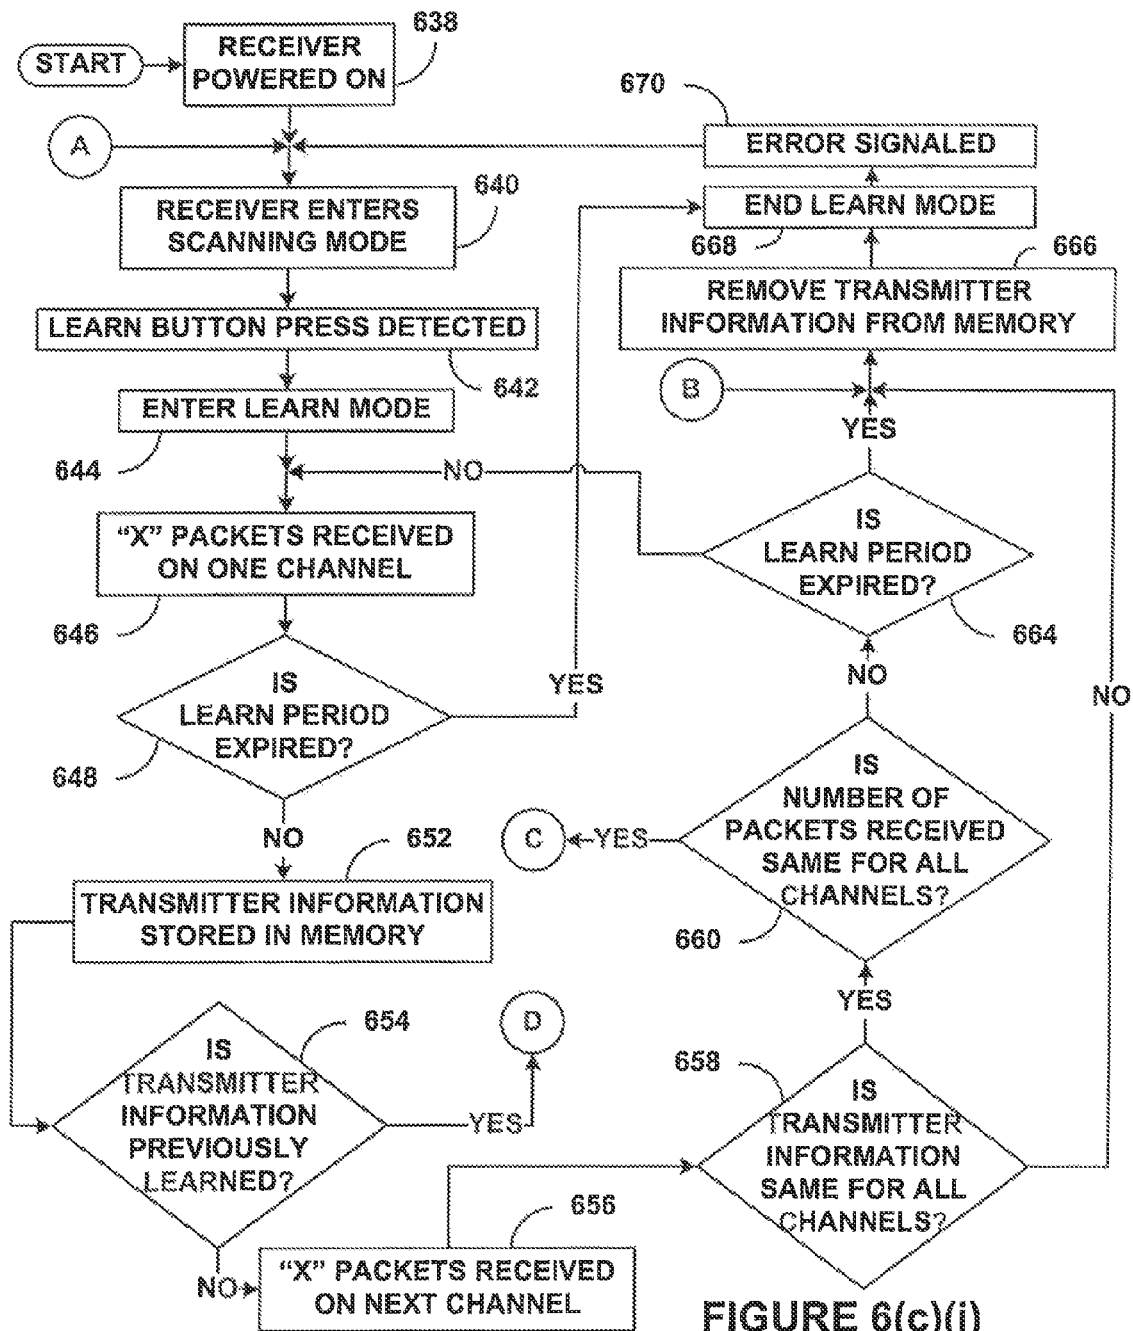 638
START
RECEIVER
POWERED ON
A
670
ERROR SIGNALED
640
RECEIVER ENTERS
SCANNING MODE
END LEARN MODE
668
666
REMOVE TRANSMITTER
INFORMATION FROM MEMORY
LEARN BUTTON PRESS DETECTED
642
B
ENTER LEARN MODE
YES
644
NO
"X" PACKETS RECEIVED
ON ONE CHANNEL
646
IS
LEARN PERIOD
EXPIRED?
664
NO
YES
IS
LEARN PERIOD
EXPIRED?
648
NO
NO
IS
NUMBER OF
PACKETS RECEIVED
SAME FOR ALL
CHANNELS?
660
C
YES
652
TRANSMITTER INFORMATION
STORED IN MEMORY
YES
654
D
IS
TRANSMITTER
INFORMATION
PREVIOUSLY
LEARNED?
YES
658
IS
TRANSMITTER
INFORMATION
SAME FOR ALL
CHANNELS?
656
NO
"X" PACKETS RECEIVED
ON NEXT CHANNEL
FIGURE 6(c)(i)